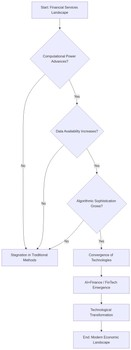 Start: Financial Services
Landscape
Computational Power
Advances?
Yes
Data Availability Increases?
No
Yes
No
Algorithmic Sophistication
Grows?
No
Yes
Stagnation in Traditional
Methods
Convergence of
Technologies
AI+Finance / FinTech
Emergence
Technological
Transformation
End: Modern Economy
Landscape